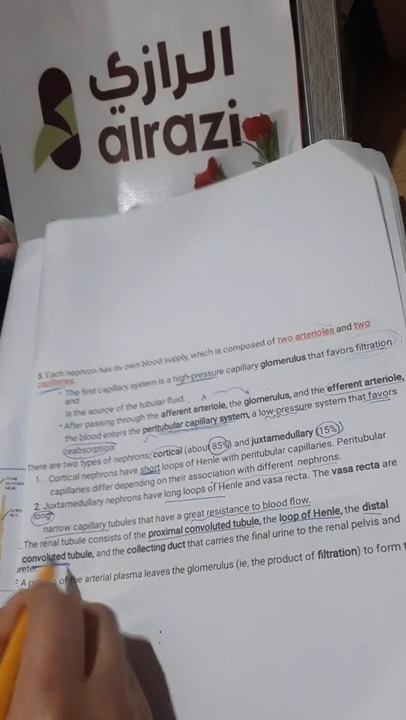 الرازي
alrazi
5. Each nephron has its own blood supply, which is composed of two arterioles and two
capillaries.
• The first capillary system is a high-pressure capillary glomerulus that favors filtration
and
is the source of the tubular fluid.
• After passing through the afferent arteriole, the glomerulus, and the efferent arteriole,
the blood enters the peritubular capillary system, a low-pressure system that favors
reabsorption
There are two types of nephrons: cortical (about 85%) and juxtamedullary (15%)
1. Cortical nephrons have short loops of Henle with peritubular capillaries. Peritubular
capillaries differ depending on their association with different nephrons.
2. Juxtamedullary nephrons have long loops of Henle and vasa recta. The vasa recta are
long
narrow capillary tubules that have a great resistance to blood flow.
The renal tubule consists of the proximal convoluted tubule, the loop of Henle, the distal
convoluted tubule, and the collecting duct that carries the final urine to the renal pelvis and
A of the arterial plasma leaves the glomerulus (ie, the product of filtration) to form